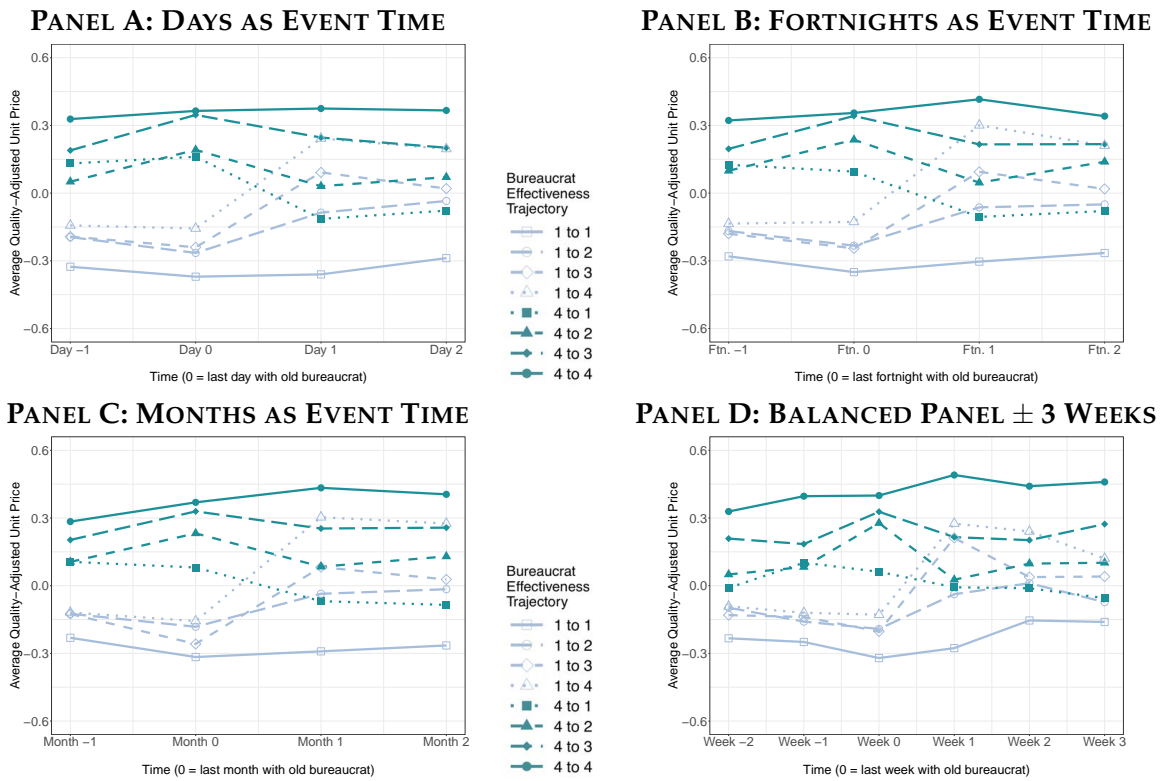 PANEL A: DAYS AS EVENT TIME
Average Quality−Adjusted Unit Price
0.6
0.3
0.0
−0.3
−0.6
Day −1
Day 0
Day 1
Day 2
Time (0 = last day with old bureaucrat)
Bureaucrat
Effectiveness
Trajectory
1 to 1
1 to 2
1 to 3
1 to 4
4 to 1
4 to 2
4 to 3
4 to 4
PANEL B: FORTNIGHTS AS EVENT TIME
Average Quality−Adjusted Unit Price
0.6
0.3
0.0
−0.3
−0.6
Ftn. −1
Ftn. 0
Ftn. 1
Ftn. 2
Time (0 = last fortnight with old bureaucrat)
PANEL C: MONTHS AS EVENT TIME
Average Quality−Adjusted Unit Price
0.6
0.3
0.0
−0.3
−0.6
Month −1
Month 0
Month 1
Month 2
Time (0 = last month with old bureaucrat)
Bureaucrat
Effectiveness
Trajectory
1 to 1
1 to 2
1 to 3
1 to 4
4 to 1
4 to 2
4 to 3
4 to 4
PANEL D: BALANCED PANEL ± 3 WEEKS
Average Quality−Adjusted Unit Price
0.6
0.3
0.0
−0.3
−0.6
Week −2
Week −1
Week 0
Week 1
Week 2
Week 3
Time (0 = last week with old bureaucrat)